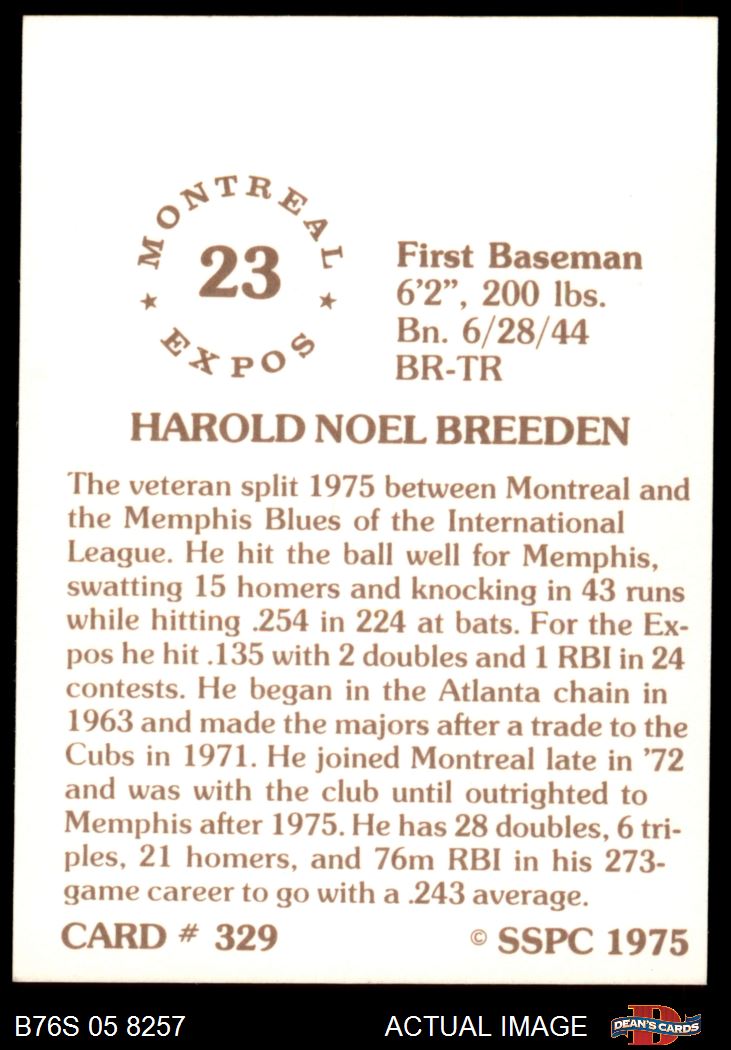 MONTREAL
23
EXPOS
First Baseman
6'2", 200 lbs.
Bn. 6/28/44
BR-TR
HAROLD NOEL BREEDEN
The veteran split 1975 between Montreal and
the Memphis Blues of the International
League. He hit the ball well for Memphis,
swatting 15 homers and knocking in 43 runs
while hitting .254 in 224 at bats. For the Ex-
pos he hit .135 with 2 doubles and 1 RBI in 24
contests. He began in the Atlanta chain in
1963 and made the majors after a trade to the
Cubs in 1971. He joined Montreal late in '72
and was with the club until outrighted to
Memphis after 1975. He has 28 doubles, 6 tri-
ples, 21 homers, and 76m RBI in his 273-
game career to go with a .243 average.
CARD # 329 © SSPC 1975
B76S 05 8257 ACTUAL IMAGE D DEAN'S CARDS